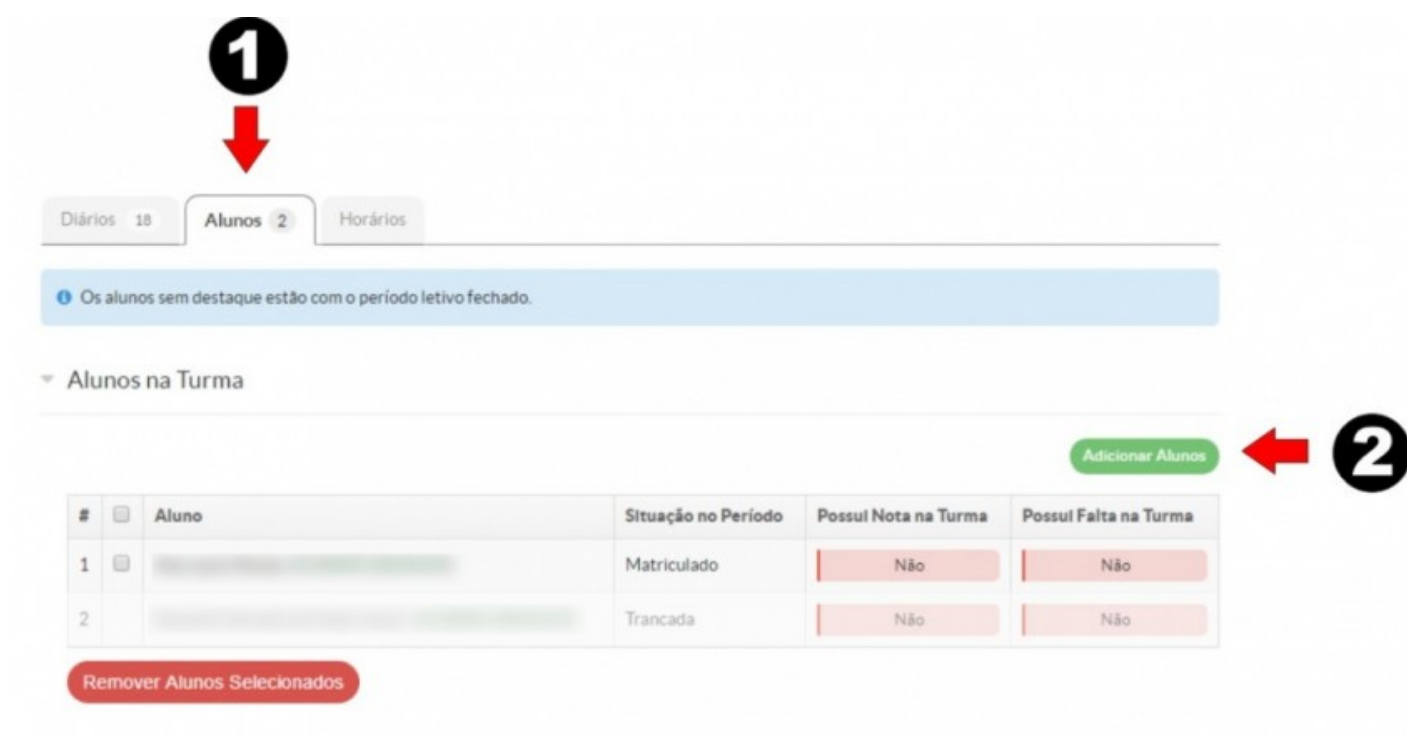 1
Diários 18 Alunos 2 Horários
Os alunos sem destaque estão com o período letivo fechado.
Alunos na Turma
Adicionar Alunos
2
# Aluno Situação no Período Possui Nota na Turma Possui Falta na Turma
1 Matriculado Não Não
2 Trancada Não Não
Remover Alunos Selecionados